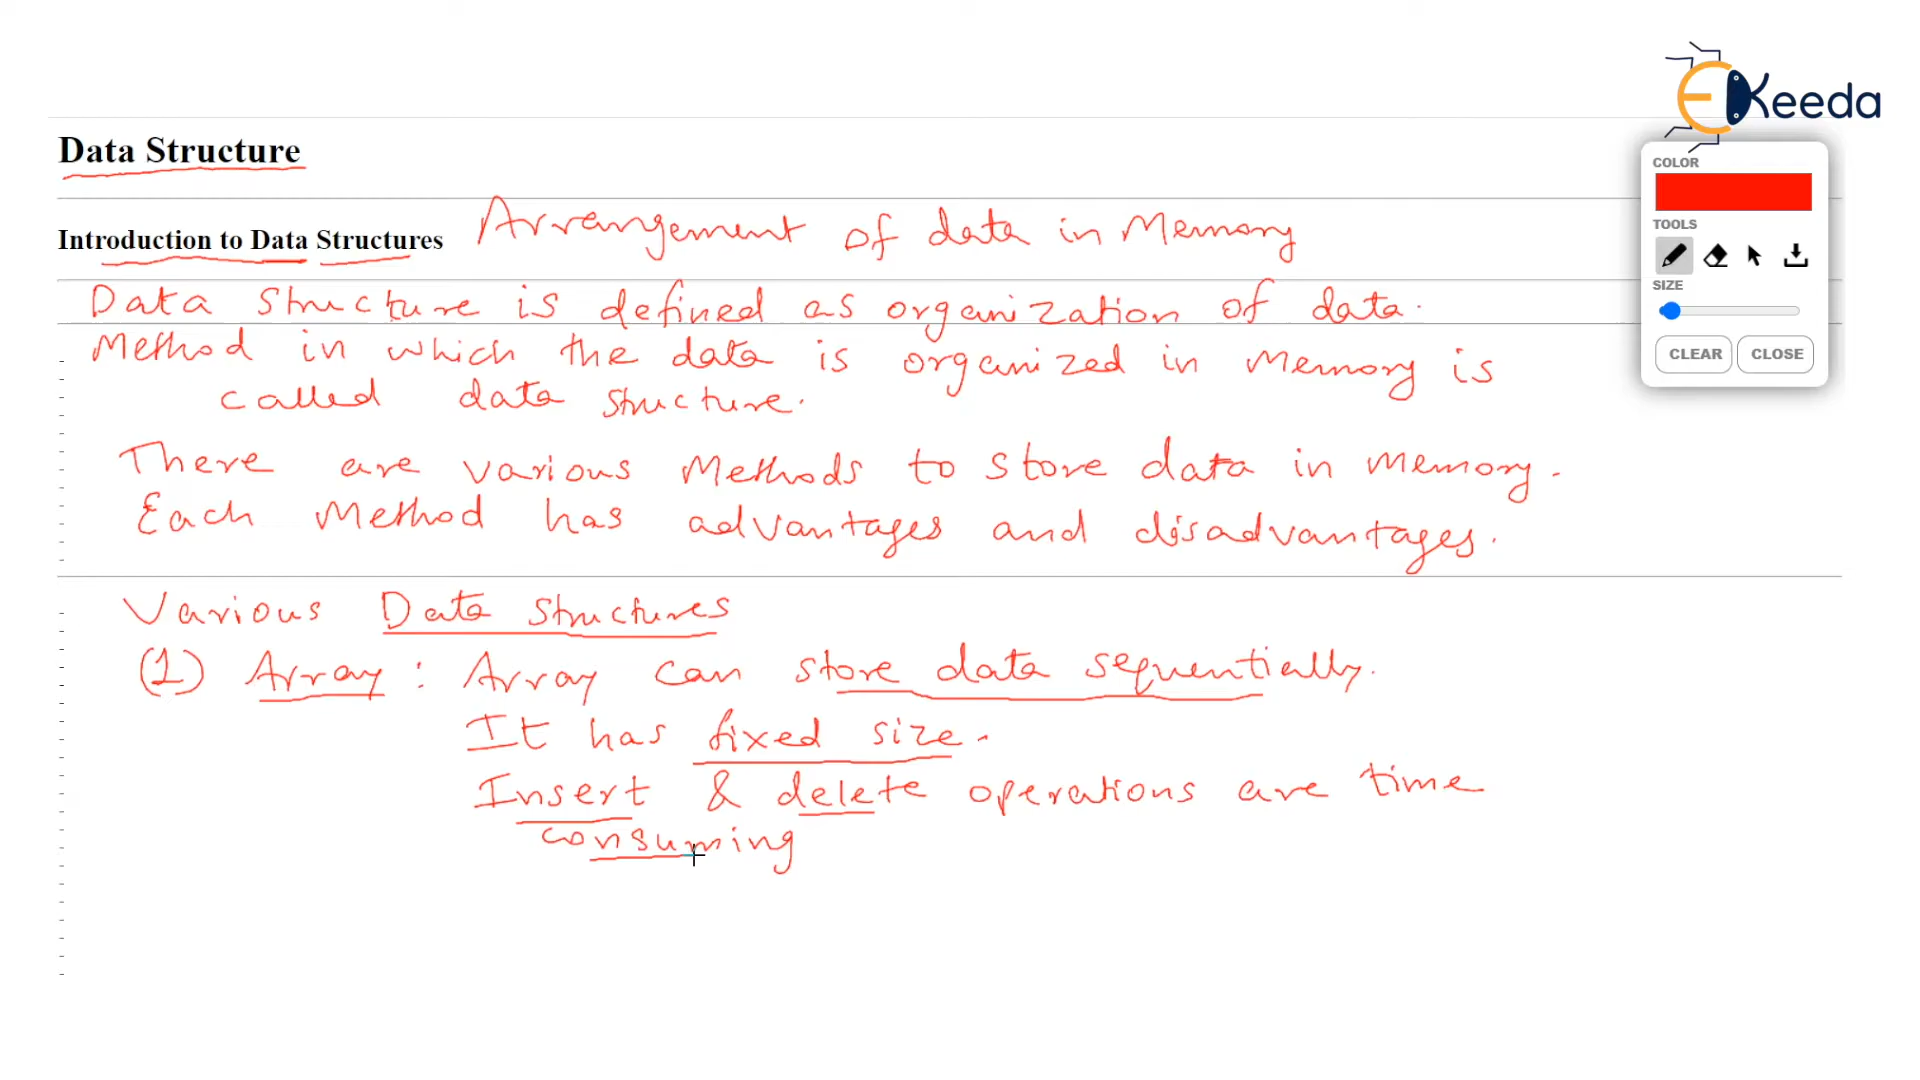 EKeeda
Data Structure
COLOR
Introduction to Data Structures Arrangement of data in Memory
TOOLS
SIZE
Data structure is defined as organization of data.
Method in which the data is organized in Memory is
called data structure.
CLEAR CLOSE
There are various Methods to store data in memory.
Each Method has advantages and disadvantages.
Various Data structures
(1) Array : Array can store data sequentially.
It has fixed size.
Insert & delete operations are time
consuming